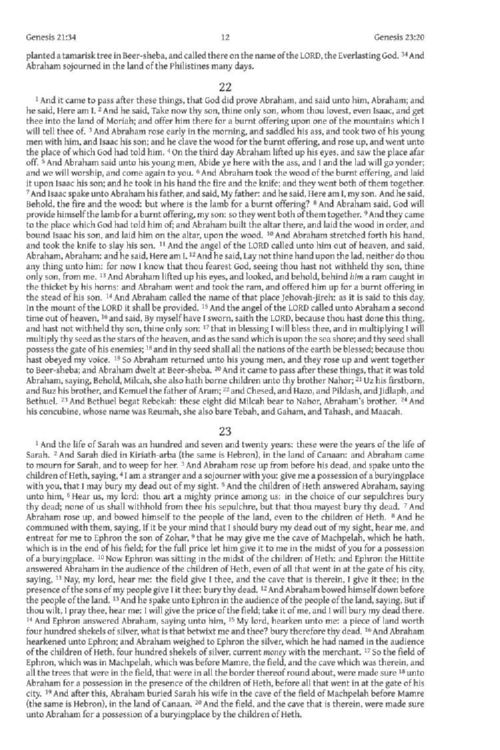 Genesis 21:34 12 Genesis 23:20
planted a tamarisk tree in Beer-sheba, and called there on the name of the LORD, the Everlasting God. 34 And
Abraham sojourned in the land of the Philistines many days.
22
1 And it came to pass after these things, that God did prove Abraham, and said unto him, Abraham; and
he said, Here am I. 2 And he said, Take now thy son, thine only son, whom thou lovest, even Isaac, and get
thee into the land of Moriah; and offer him there for a burnt offering upon one of the mountains which I
will tell thee of. 3 And Abraham rose early in the morning, and saddled his ass, and took two of his young
men with him, and Isaac his son; and he clave the wood for the burnt offering, and rose up, and went unto
the place of which God had told him. 4 On the third day Abraham lifted up his eyes, and saw the place afar
off. 5 And Abraham said unto his young men, Abide ye here with the ass, and I and the lad will go yonder;
and we will worship, and come again to you. 6 And Abraham took the wood of the burnt offering, and laid
it upon Isaac his son; and he took in his hand the fire and the knife; and they went both of them together.
7 And Isaac spake unto Abraham his father, and said, My father: and he said, Here am I, my son. And he said,
Behold, the fire and the wood: but where is the lamb for a burnt offering? 8 And Abraham said, God will
provide himself the lamb for a burnt offering, my son: so they went both of them together. 9 And they came
to the place which God had told him of; and Abraham built the altar there, and laid the wood in order, and
bound Isaac his son, and laid him on the altar, upon the wood. 10 And Abraham stretched forth his hand,
and took the knife to slay his son. 11 And the angel of the LORD called unto him out of heaven, and said,
Abraham, Abraham: and he said, Here am I. 12 And he said, Lay not thine hand upon the lad, neither do thou
any thing unto him: for now I know that thou fearest God, seeing thou hast not withheld thy son, thine
only son, from me. 13 And Abraham lifted up his eyes, and looked, and behold, behind him a ram caught in
the thicket by his horns: and Abraham went and took the ram, and offered him up for a burnt offering in
the stead of his son. 14 And Abraham called the name of that place Jehovah-jireh: as it is said to this day,
in the mount of the LORD it shall be provided. 15 And the angel of the LORD called unto Abraham a second
time out of heaven, 16 and said, By myself have I sworn, saith the LORD, because thou hast done this thing,
and hast not withheld thy son, thine only son: 17 that in blessing I will bless thee, and in multiplying I will
multiply thy seed as the stars of the heaven, and as the sand which is upon the sea shore; and thy seed shall
possess the gate of his enemies; 18 and in thy seed shall all the nations of the earth be blessed; because thou
hast obeyed my voice. 19 So Abraham returned unto his young men, and they rose up and went together
to Beer-sheba; and Abraham dwelt at Beer-sheba. 20 And it came to pass after these things, that it was told
Abraham, saying, Behold, Milcah, she also hath borne children unto thy brother Nahor; 21 Uz his firstborn,
and Buz his brother, and Kemuel the father of Aram; 22 and Chesed, and Hazo, and Pildash, and Jidlaph, and
Bethuel. 23 And Bethuel begat Rebekah: these eight did Milcah bear to Nahor, Abraham's brother. 24 And
his concubine, whose name was Reumah, she also bare Tebah, and Gaham, and Tahash, and Maacah.
23
1 And the life of Sarah was an hundred and seven and twenty years: these were the years of the life of
Sarah. 2 And Sarah died in Kiriath-arba (the same is Hebron), in the land of Canaan: and Abraham came
to mourn for Sarah, and to weep for her. 3 And Abraham rose up from before his dead, and spake unto the
children of Heth, saying, 4 I am a stranger and a sojourner with you: give me a possession of a buryingplace
with you, that I may bury my dead out of my sight. 5 And the children of Heth answered Abraham, saying
unto him, 6 Hear us, my lord: thou art a mighty prince among us: in the choice of our sepulchres bury
thy dead; none of us shall withhold from thee his sepulchre, but that thou mayest bury thy dead. 7 And
Abraham rose up, and bowed himself to the people of the land, even to the children of Heth. 8 And he
communed with them, saying, If it be your mind that I should bury my dead out of my sight, hear me, and
entreat for me to Ephron the son of Zohar, 9 that he may give me the cave of Machpelah, which he hath,
which is in the end of his field; for the full price let him give it to me in the midst of you for a possession
of a buryingplace. 10 Now Ephron was sitting in the midst of the children of Heth: and Ephron the Hittite
answered Abraham in the audience of the children of Heth, even of all that went in at the gate of his city,
saying, 11 Nay, my lord, hear me: the field give I thee, and the cave that is therein, I give it thee; in the
presence of the sons of my people give I it thee: bury thy dead. 12 And Abraham bowed himself down before
the people of the land. 13 And he spake unto Ephron in the audience of the people of the land, saying, But if
thou wilt, I pray thee, hear me: I will give the price of the field; take it of me, and I will bury my dead there.
14 And Ephron answered Abraham, saying unto him, 15 My lord, hearken unto me: a piece of land worth
four hundred shekels of silver, what is that betwixt me and thee? bury therefore thy dead. 16 And Abraham
hearkened unto Ephron; and Abraham weighed to Ephron the silver, which he had named in the audience
of the children of Heth, four hundred shekels of silver, current money with the merchant. 17 So the field of
Ephron, which was in Machpelah, which was before Mamre, the field, and the cave which was therein, and
all the trees that were in the field, that were in all the border thereof round about, were made sure 18 unto
Abraham for a possession in the presence of the children of Heth, before all that went in at the gate of his
city. 19 And after this, Abraham buried Sarah his wife in the cave of the field of Machpelah before Mamre
(the same is Hebron), in the land of Canaan. 20 And the field, and the cave that is therein, were made sure
unto Abraham for a possession of a buryingplace by the children of Heth.